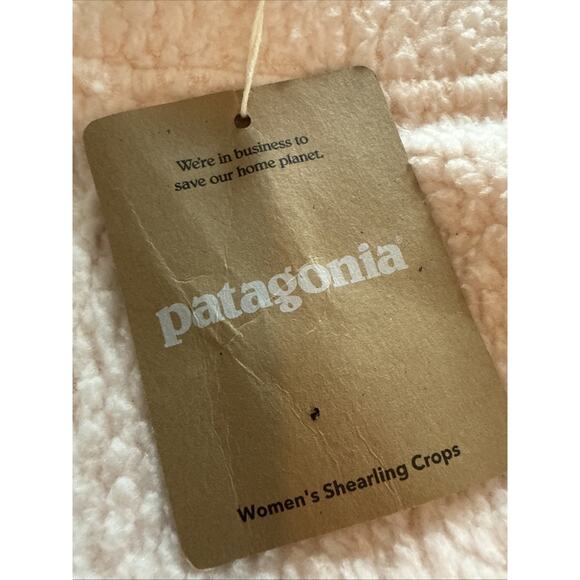 We're in business to
save our home planet.
patagonia
Women's Shearling Crops